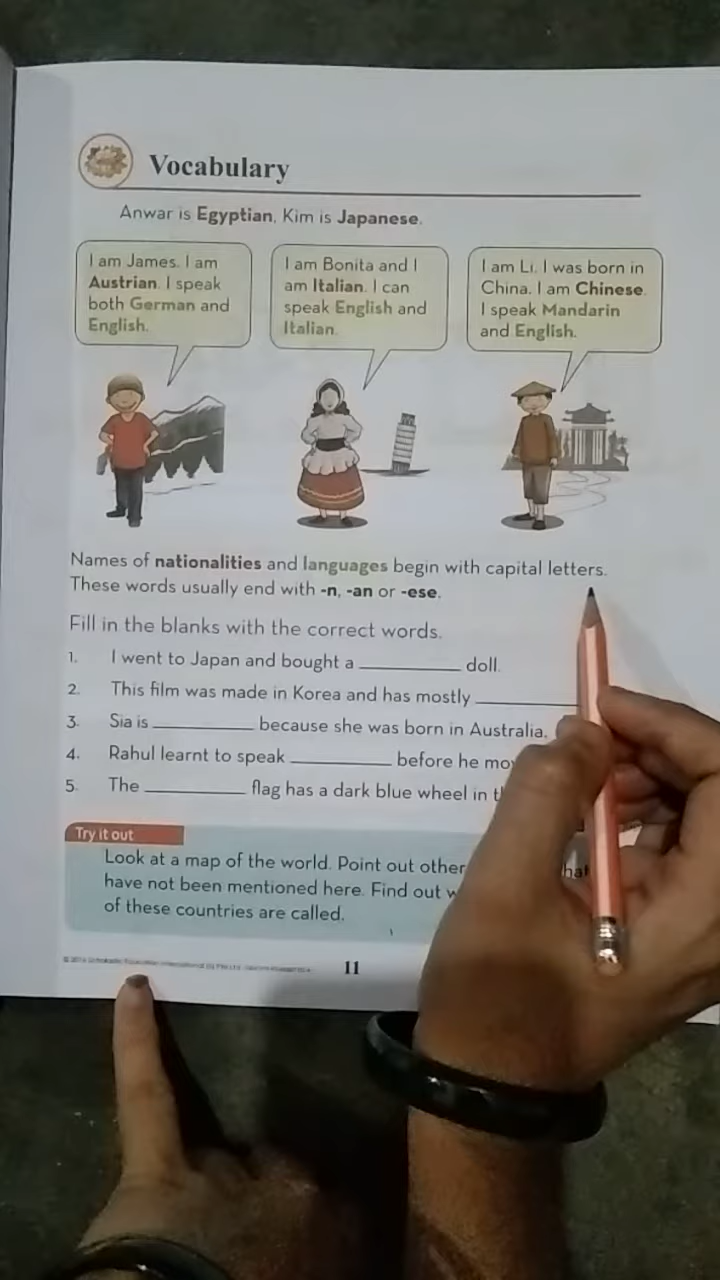 Vocabulary
Anwar is Egyptian, Kim is Japanese.
I am James. I am
Austrian. I speak
both German and
English.
I am Bonita and I
am Italian. I can
speak English and
Italian.
I am Li. I was born in
China. I am Chinese.
I speak Mandarin
and English.
Names of nationalities and languages begin with capital letters.
These words usually end with -n, -an or -ese.
Fill in the blanks with the correct words.
1. I went to Japan and bought a __________ doll.
2. This film was made in Korea and has mostly __________
3. Sia is __________ because she was born in Australia.
4. Rahul learnt to speak __________ before he
5. The __________ flag has a dark blue wheel in
Try it out
Look at a map of the world. Point out other
have not been mentioned here. Find out
of these countries are called.
11